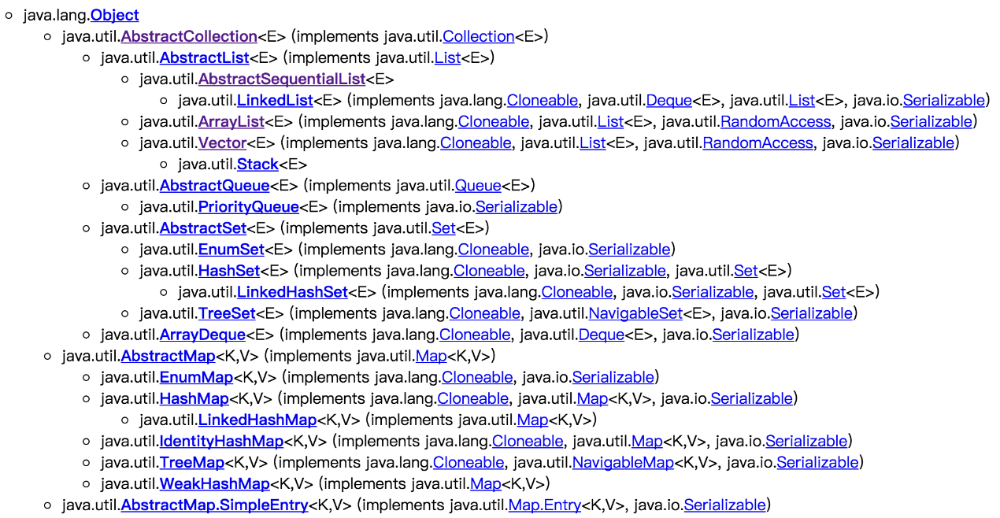 java.lang.Object
java.util.AbstractCollection<E> (implements java.util.Collection<E>)
java.util.AbstractList<E> (implements java.util.List<E>)
java.util.AbstractSequentialList<E>
java.util.LinkedList<E> (implements java.lang.Cloneable, java.util.Deque<E>, java.util.List<E>, java.io.Serializable)
java.util.ArrayList<E> (implements java.lang.Cloneable, java.util.List<E>, java.util.RandomAccess, java.io.Serializable)
java.util.Vector<E> (implements java.lang.Cloneable, java.util.List<E>, java.util.RandomAccess, java.io.Serializable)
java.util.Stack<E>
java.util.AbstractQueue<E> (implements java.util.Queue<E>)
java.util.PriorityQueue<E> (implements java.io.Serializable)
java.util.AbstractSet<E> (implements java.util.Set<E>)
java.util.EnumSet<E> (implements java.lang.Cloneable, java.io.Serializable)
java.util.HashSet<E> (implements java.lang.Cloneable, java.io.Serializable, java.util.Set<E>)
java.util.LinkedHashSet<E> (implements java.lang.Cloneable, java.io.Serializable, java.util.Set<E>)
java.util.TreeSet<E> (implements java.lang.Cloneable, java.util.NavigableSet<E>, java.io.Serializable)
java.util.ArrayDeque<E> (implements java.lang.Cloneable, java.util.Deque<E>, java.io.Serializable)
java.util.AbstractMap<K,V> (implements java.util.Map<K,V>)
java.util.EnumMap<K,V> (implements java.lang.Cloneable, java.io.Serializable)
java.util.HashMap<K,V> (implements java.lang.Cloneable, java.util.Map<K,V>, java.io.Serializable)
java.util.LinkedHashMap<K,V> (implements java.util.Map<K,V>)
java.util.IdentityHashMap<K,V> (implements java.lang.Cloneable, java.util.Map<K,V>, java.io.Serializable)
java.util.TreeMap<K,V> (implements java.lang.Cloneable, java.util.NavigableMap<K,V>, java.io.Serializable)
java.util.WeakHashMap<K,V> (implements java.util.Map<K,V>)
java.util.AbstractMap.SimpleEntry<K,V> (implements java.util.Map.Entry<K,V>, java.io.Serializable)